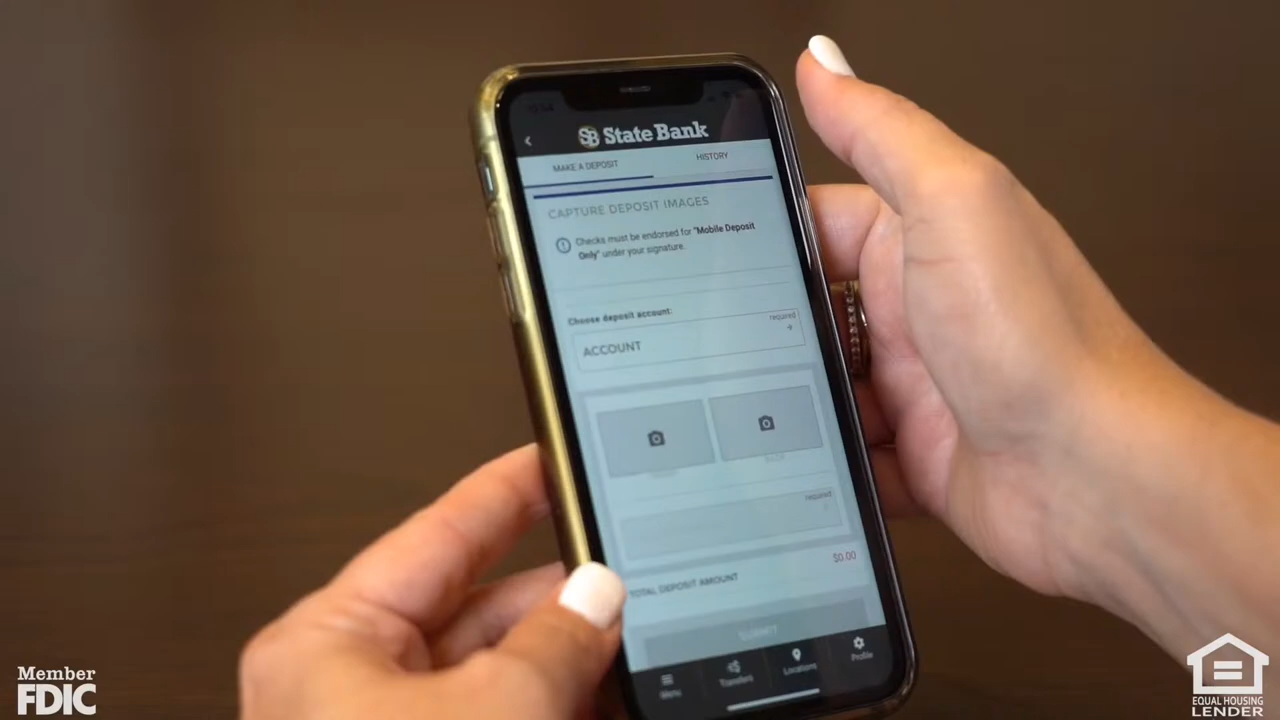 SB State Bank
MAKE A DEPOSIT
HISTORY
CAPTURE DEPOSIT IMAGES
Checks must be endorsed for "Mobile Deposit
Only" under your signature.
Choose deposit account:
required
ACCOUNT
required
$0.00
TOTAL DEPOSIT AMOUNT
SUBMIT
Menu
Transfers
Locations
Profile
Member
FDIC
EQUAL HOUSING
LENDER